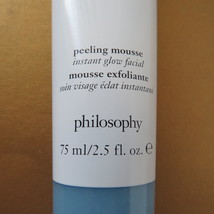 peeling mousse
instant glow facial
mousse exfoliante
soin visage éclat instantané
philosophy
75 ml/2.5 fl. oz. ℮